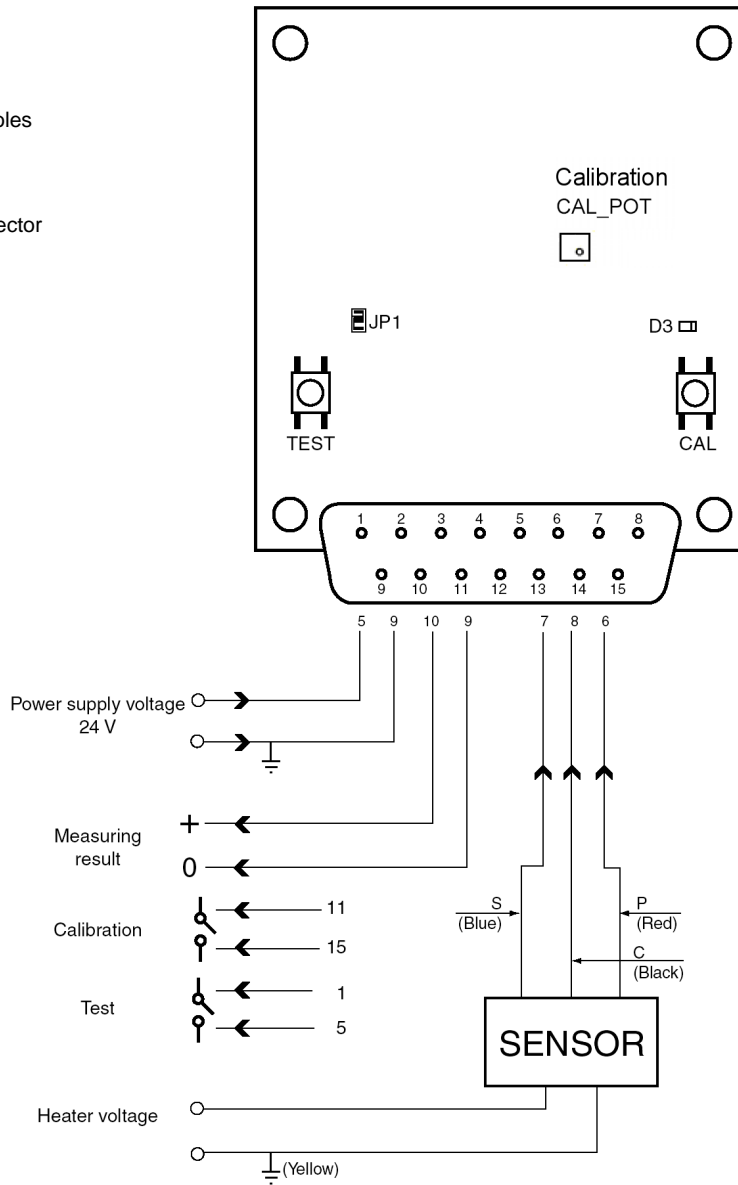 Calibration
CAL_POT
JP1
D3
TEST
CAL
1 2 3 4 5 6 7 8
9 10 11 12 13 14 15
5 9 10 9 7 8 6
Power supply voltage
24 V
Measuring
result
+
0
Calibration
11
15
Test
1
5
S
(Blue)
P
(Red)
C
(Black)
SENSOR
Heater voltage
(Yellow)